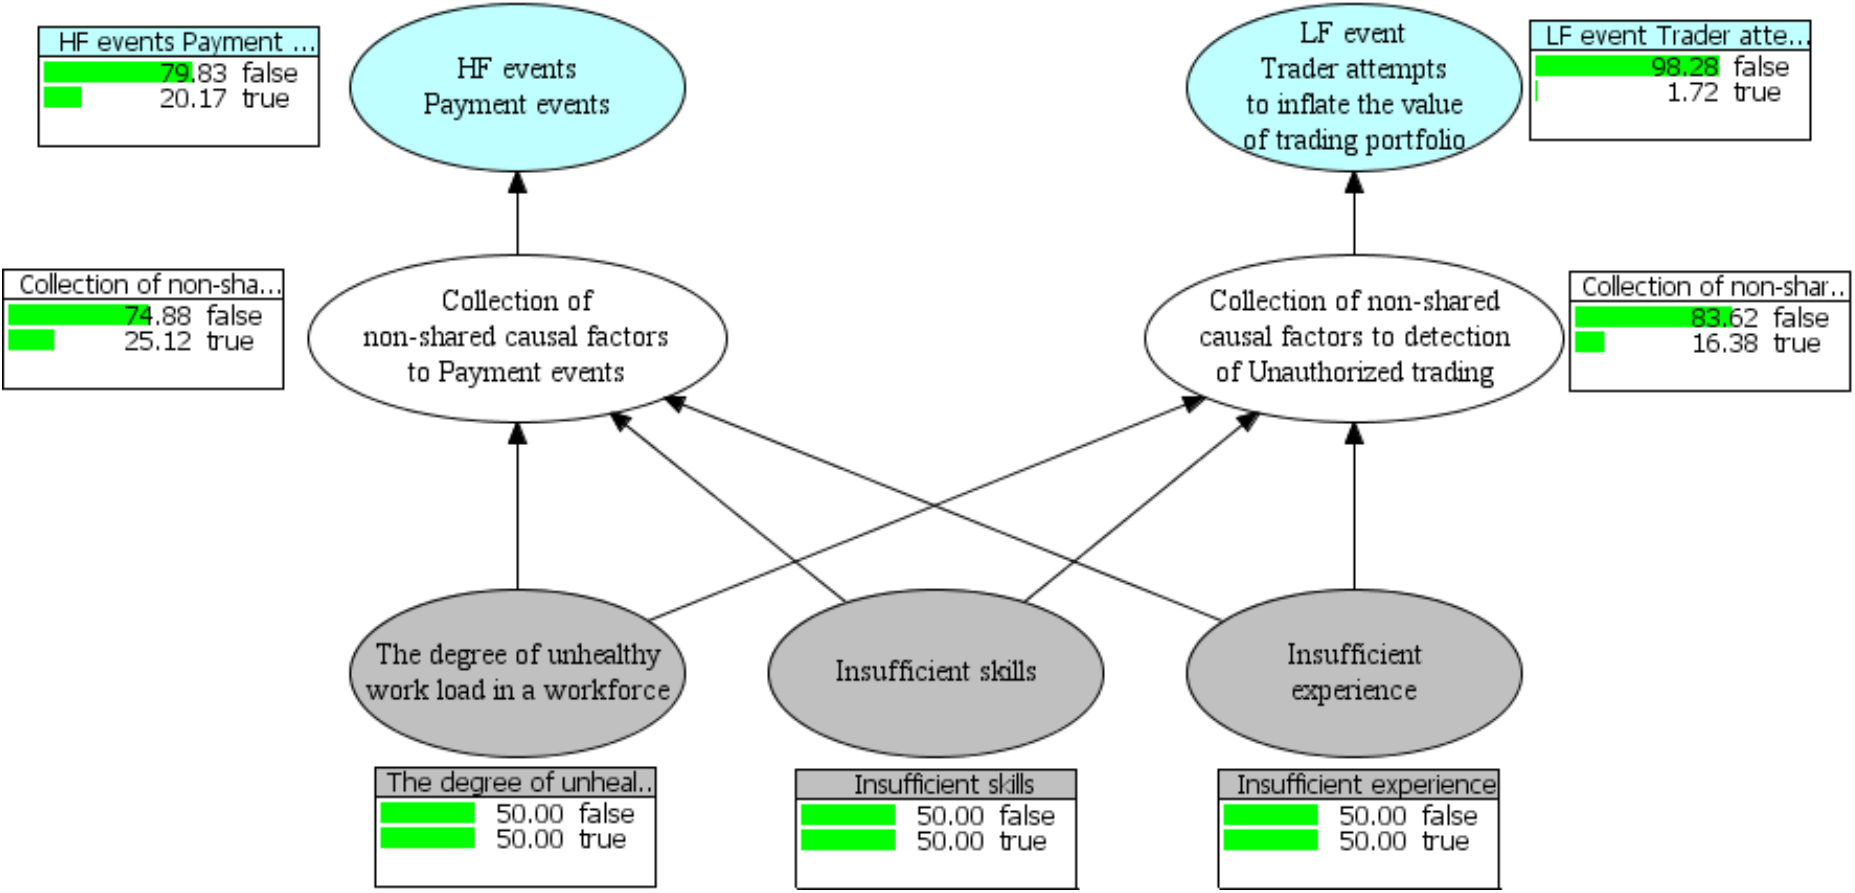 HF events Payment ...
79.83 false
20.17 true
HF events
Payment events
LF event
Trader attempts
to inflate the value
of trading portfolio
LF event Trader atte...
98.28 false
1.72 true
Collection of non-sha...
74.88 false
25.12 true
Collection of
non-shared causal factors
to Payment events
Collection of non-shared
causal factors to detection
of Unauthorized trading
Collection of non-shar..
83.62 false
16.38 true
The degree of unhealthy
work load in a workforce
Insufficient skills
Insufficient
experience
The degree of unheal..
50.00 false
50.00 true
Insufficient skills
50.00 false
50.00 true
Insufficient experience
50.00 false
50.00 true